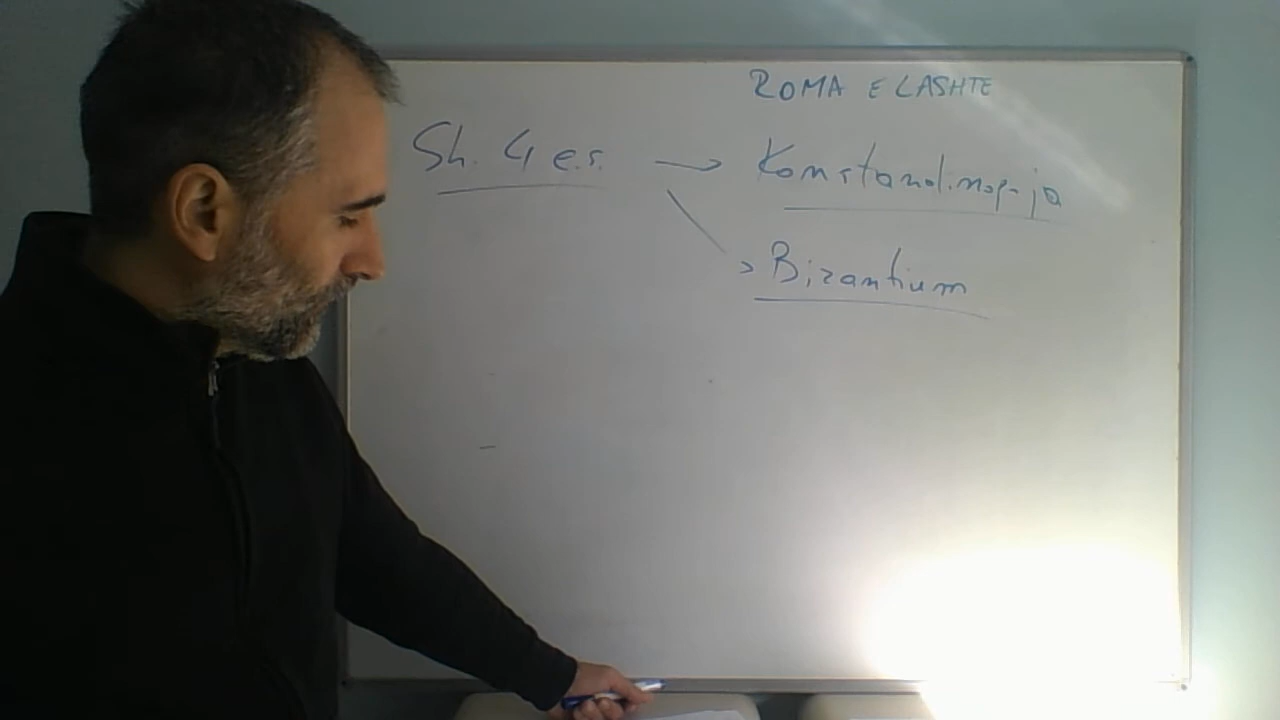 ROMA E LASHTE
Sh. 4 e.s. → Konstandinopoja
→ Bizantium